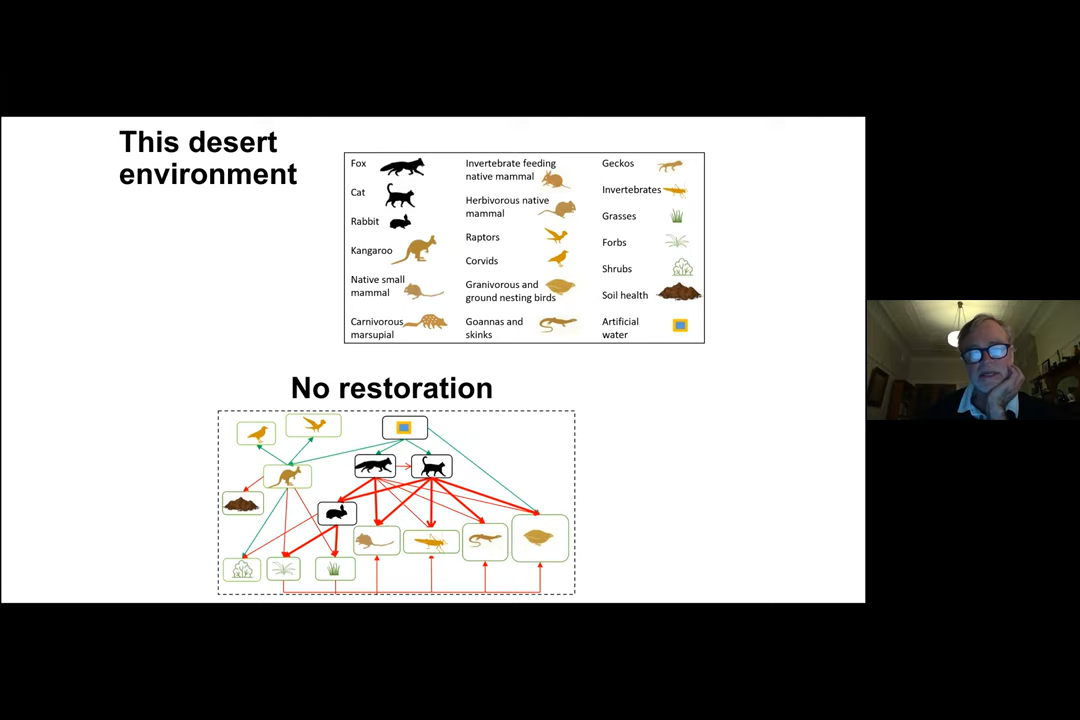 This desert
environment
Fox
Cat
Rabbit
Kangaroo
Native small
mammal
Carnivorous
marsupial
Invertebrate feeding
native mammal
Herbivorous native
mammal
Raptors
Corvids
Granivorous and
ground nesting birds
Goannas and
skinks
Geckos
Invertebrates
Grasses
Forbs
Shrubs
Soil health
Artificial
water
No restoration